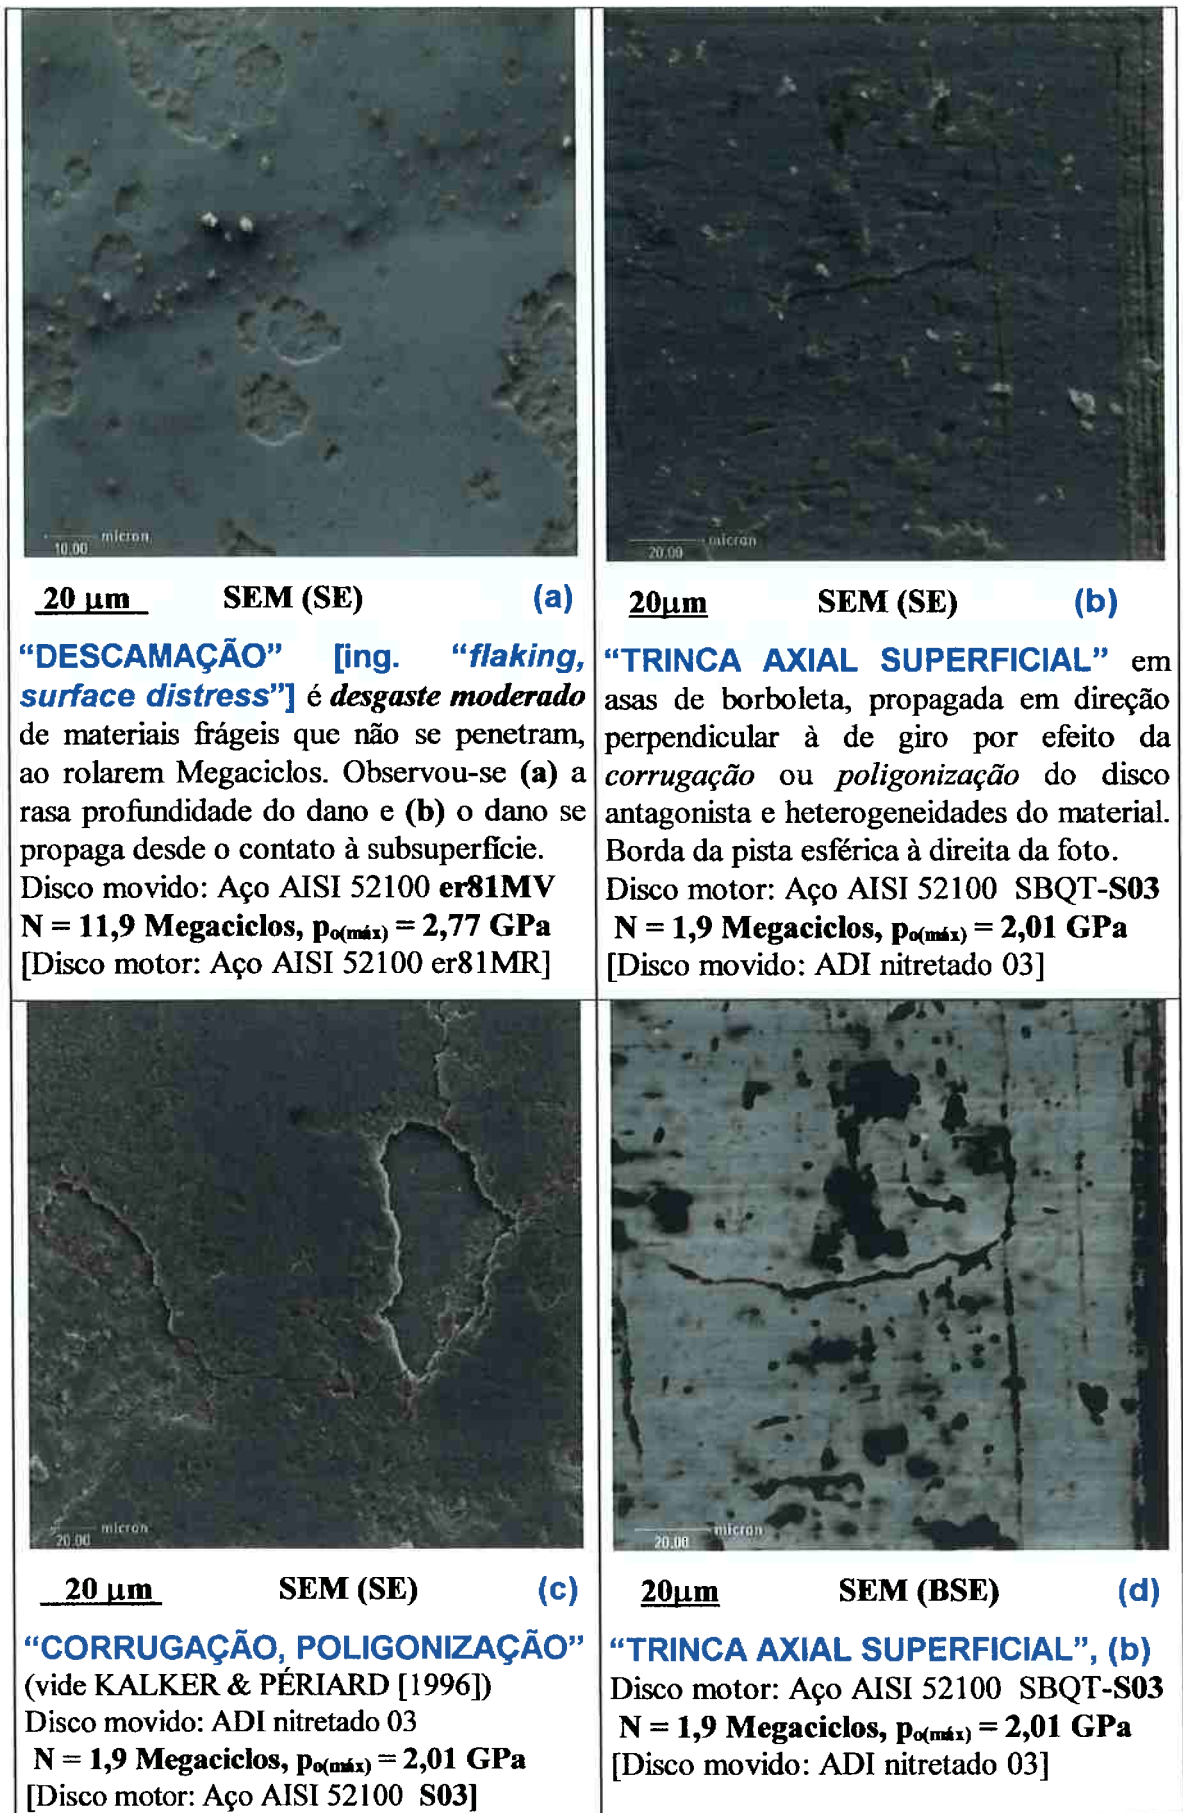 micron
10.00
20 µm SEM (SE) (a)
“DESCAMAÇÃO” [ing. “flaking,
surface distress”] é desgaste moderado
de materiais frágeis que não se penetram,
ao rolarem Megaciclos. Observou-se (a) a
rasa profundidade do dano e (b) o dano se
propaga desde o contato à subsuperfície.
Disco movido: Aço AISI 52100 er81MV
N = 11,9 Megaciclos, po(máx) = 2,77 GPa
[Disco motor: Aço AISI 52100 er81MR]
micron
20.00
20µm SEM (SE) (b)
“TRINCA AXIAL SUPERFICIAL” em
asas de borboleta, propagada em direção
perpendicular à de giro por efeito da
corrugação ou poligonização do disco
antagonista e heterogeneidades do material.
Borda da pista esférica à direita da foto.
Disco motor: Aço AISI 52100 SBQT-S03
N = 1,9 Megaciclos, po(máx) = 2,01 GPa
[Disco movido: ADI nitretado 03]
micron
20.00
20 µm SEM (SE) (c)
“CORRUGAÇÃO, POLIGONIZAÇÃO”
(vide KALKER & PÉRIARD [1996])
Disco movido: ADI nitretado 03
N = 1,9 Megaciclos, po(máx) = 2,01 GPa
[Disco motor: Aço AISI 52100 S03]
micron
20.00
20µm SEM (BSE) (d)
“TRINCA AXIAL SUPERFICIAL”, (b)
Disco motor: Aço AISI 52100 SBQT-S03
N = 1,9 Megaciclos, po(máx) = 2,01 GPa
[Disco movido: ADI nitretado 03]